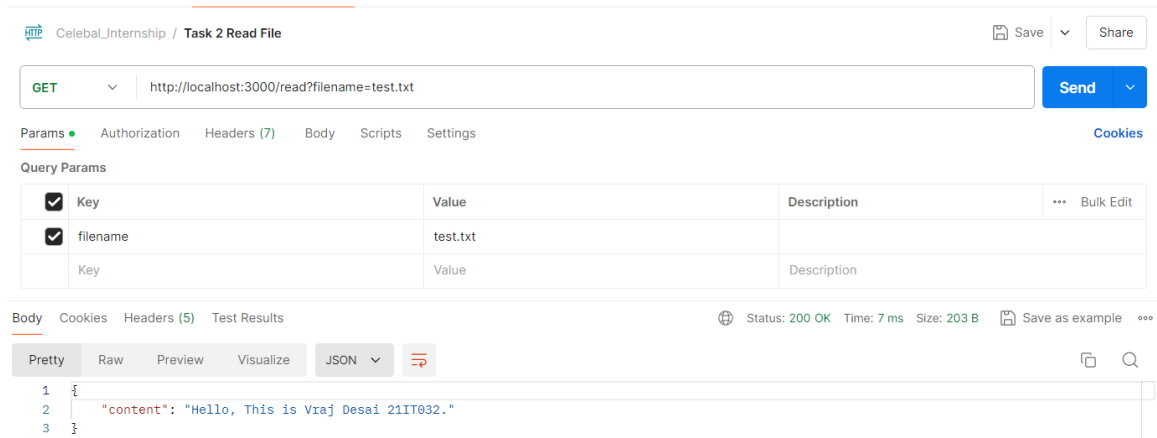 HTTP Celebal_Internship / Task 2 Read File Save Share
GET http://localhost:3000/read?filename=test.txt Send
Params Authorization Headers (7) Body Scripts Settings Cookies
Query Params
Key Value Description ••• Bulk Edit
filename test.txt
Key Value Description
Body Cookies Headers (5) Test Results Status: 200 OK Time: 7 ms Size: 203 B Save as example
Pretty Raw Preview Visualize JSON
1 {
2 "content": "Hello, This is Vraj Desai 21IT032."
3 }